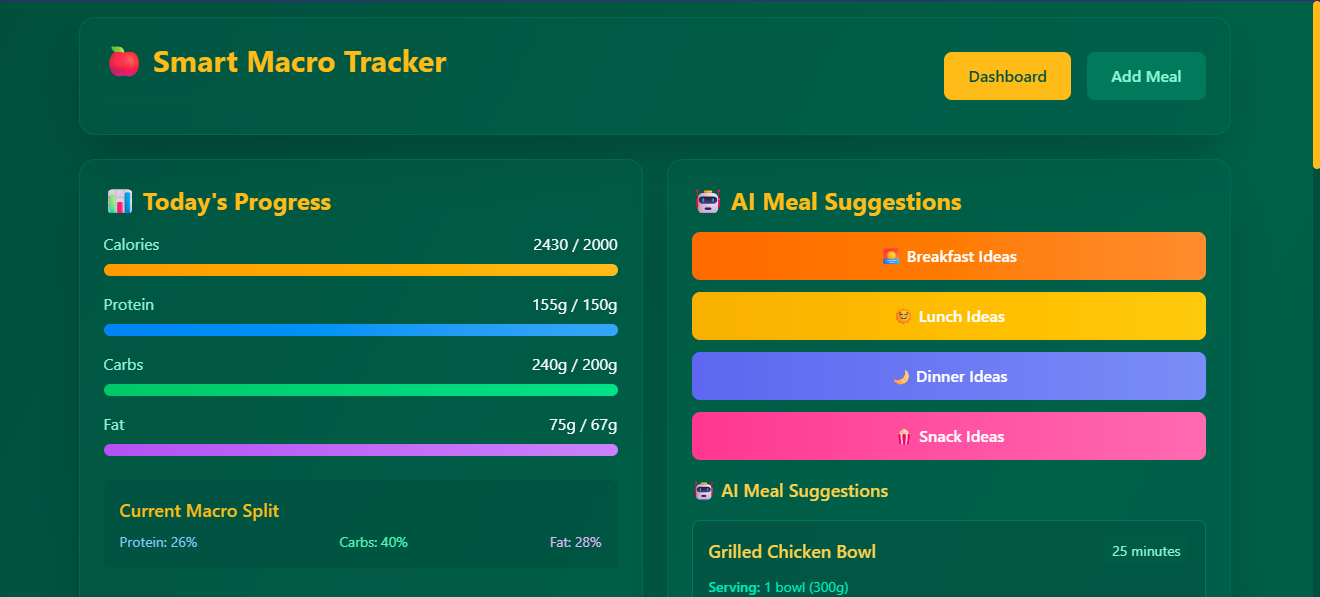 Smart Macro Tracker
Dashboard
Add Meal
Today's Progress
Calories 2430 / 2000
Protein 155g / 150g
Carbs 240g / 200g
Fat 75g / 67g
Current Macro Split
Protein: 26% Carbs: 40% Fat: 28%
AI Meal Suggestions
Breakfast Ideas
Lunch Ideas
Dinner Ideas
Snack Ideas
AI Meal Suggestions
Grilled Chicken Bowl 25 minutes
Serving: 1 bowl (300g)